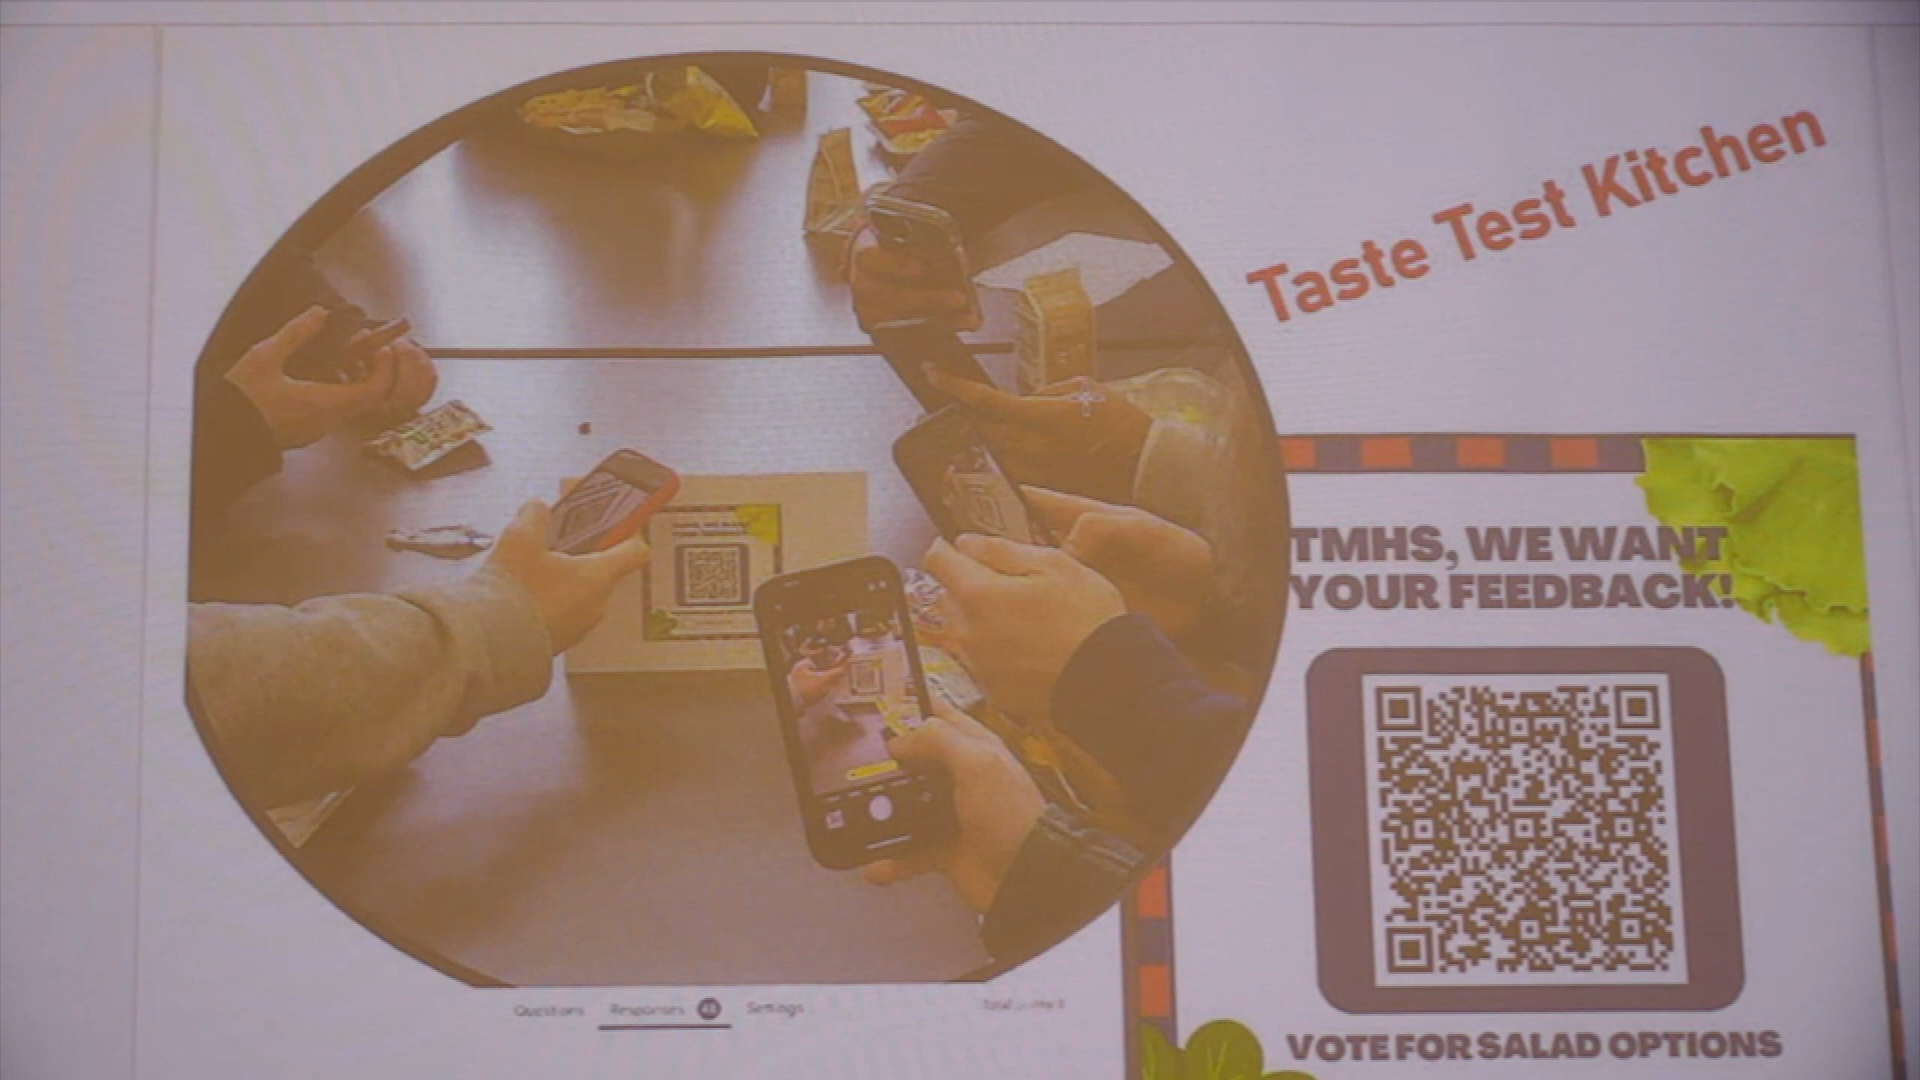 Taste Test Kitchen
TMHS, WE WANT
YOUR FEEDBACK!
VOTE FOR SALAD OPTIONS
Questions Responses Settings